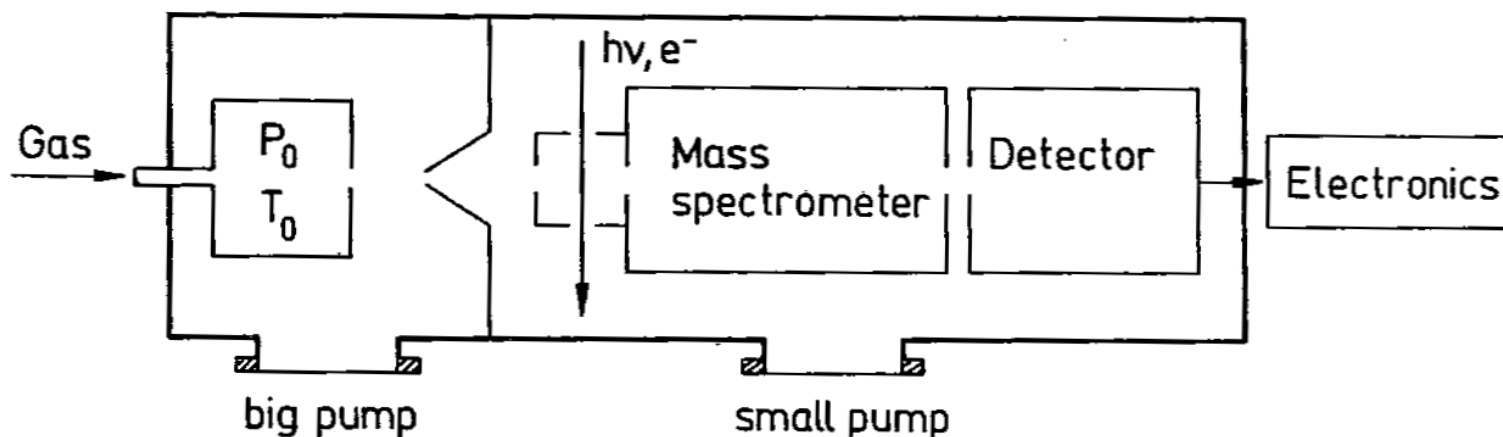 hν, e⁻
Gas
P₀
T₀
Mass
spectrometer
Detector
Electronics
big pump
small pump